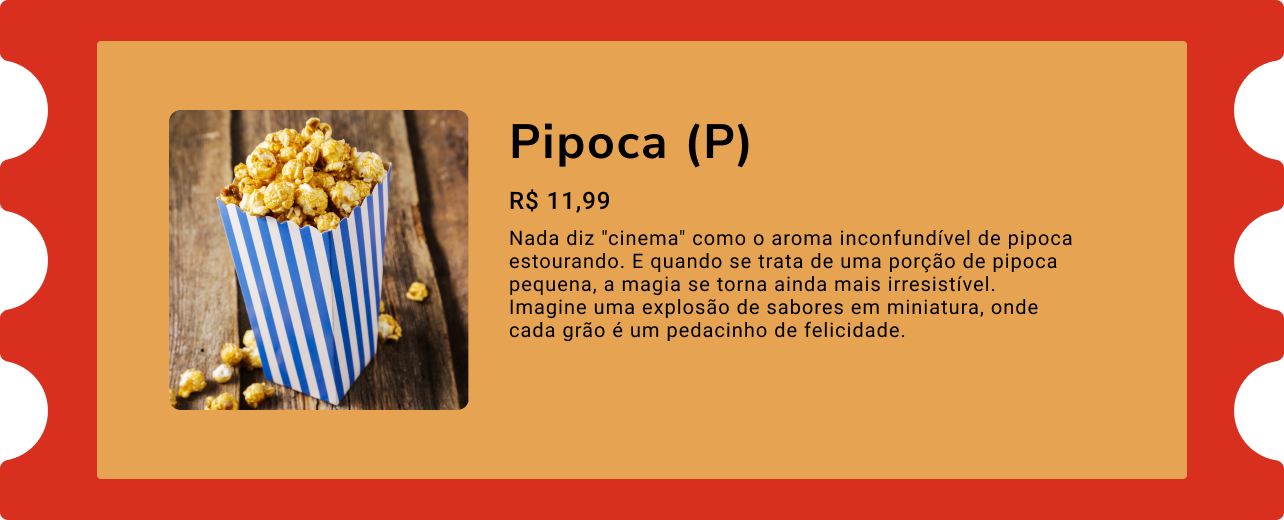 Pipoca (P)
R$ 11,99
Nada diz "cinema" como o aroma inconfundível de pipoca
estourando. E quando se trata de uma porção de pipoca
pequena, a magia se torna ainda mais irresistível.
Imagine uma explosão de sabores em miniatura, onde
cada grão é um pedacinho de felicidade.